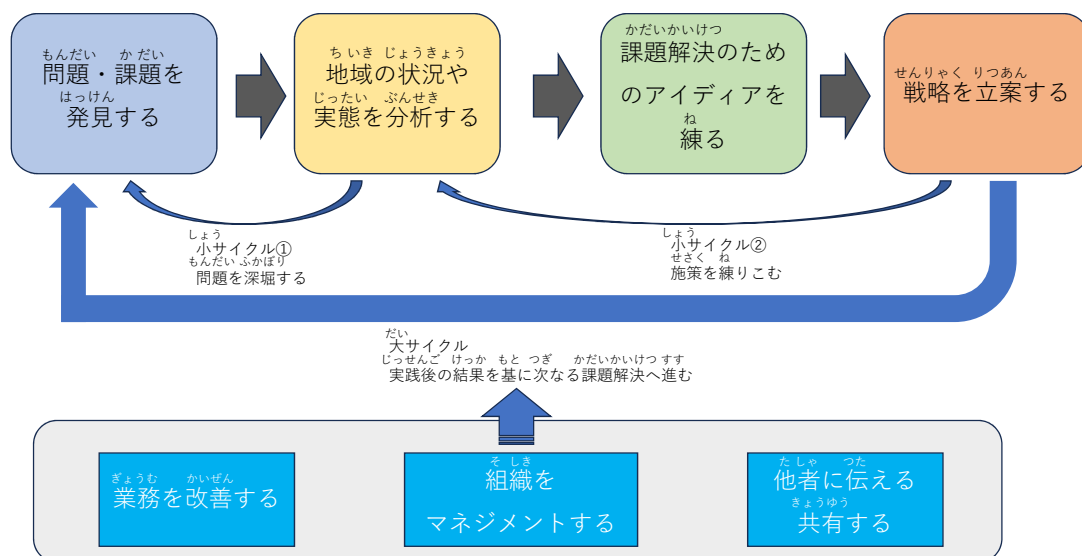 もんだい かだい
問題・課題を
はっけん
発見する
ちいき じょうきょう
地域の状況や
じったい ぶんせき
実態を分析する
かだいかいけつ
課題解決のため
のアイディアを
ね
練る
せんりゃく りつあん
戦略を立案する
しょう
小サイクル①
もんだい ふかぼり
問題を深堀する
しょう
小サイクル②
せさく ね
施策を練りこむ
だい
大サイクル
じっせんご けっか もと つぎ かだいかいけつ すす
実践後の結果を基に次なる課題解決へ進む
ぎょうむ かいぜん
業務を改善する
そしき
組織を
マネジメントする
たしゃ つた
他者に伝える
きょうゆう
共有する